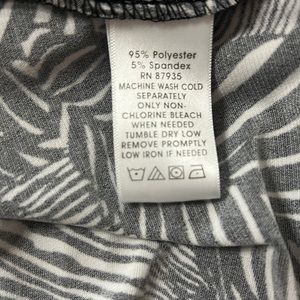 95% Polyester
5% Spandex
RN 87935
MACHINE WASH COLD
SEPARATELY
ONLY NON-
CHLORINE BLEACH
WHEN NEEDED
TUMBLE DRY LOW
REMOVE PROMPTLY
LOW IRON IF NEEDED